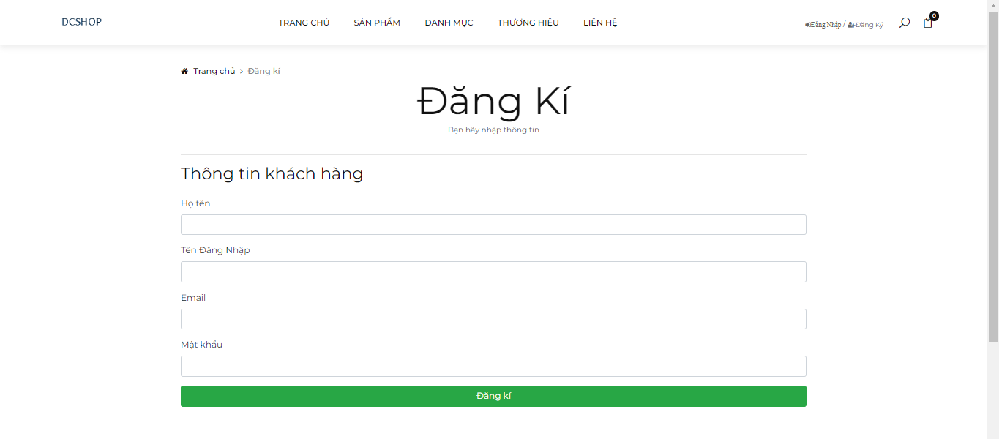 DCSHOP TRANG CHỦ SẢN PHẨM DANH MỤC THƯƠNG HIỆU LIÊN HỆ Đăng Nhập / Đăng Ký 0
Trang chủ > Đăng kí
Đăng Kí
Bạn hãy nhập thông tin
Thông tin khách hàng
Họ tên
Tên Đăng Nhập
Email
Mật khẩu
Đăng kí